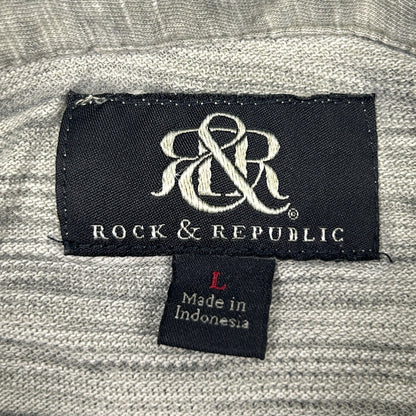 R&R
©
ROCK & REPUBLIC
L
Made in
Indonesia